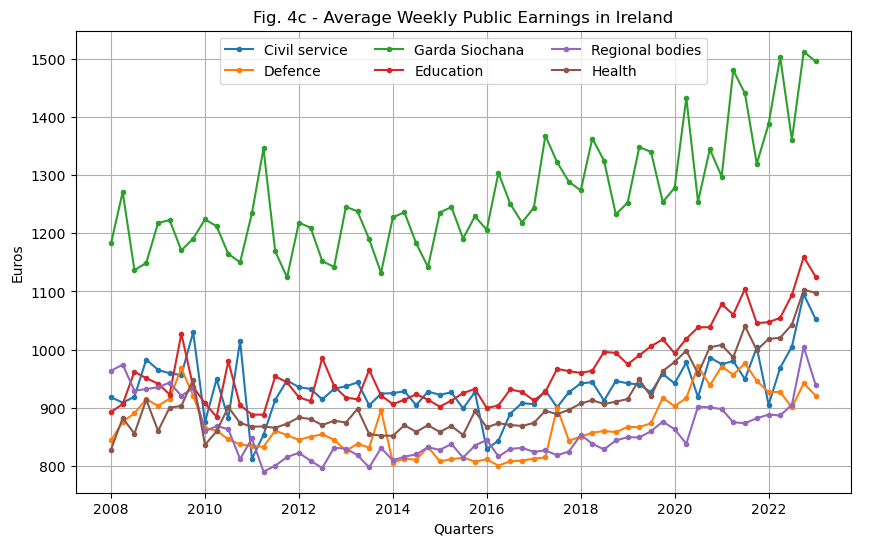 Fig. 4c - Average Weekly Public Earnings in Ireland
Civil service
Defence
Garda Siochana
Education
Regional bodies
Health
Euros
1500
1400
1300
1200
1100
1000
900
800
2008 2010 2012 2014 2016 2018 2020 2022
Quarters